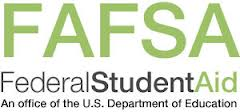 FAFSA
FederalStudentAid
An office of the U.S. Department of Education